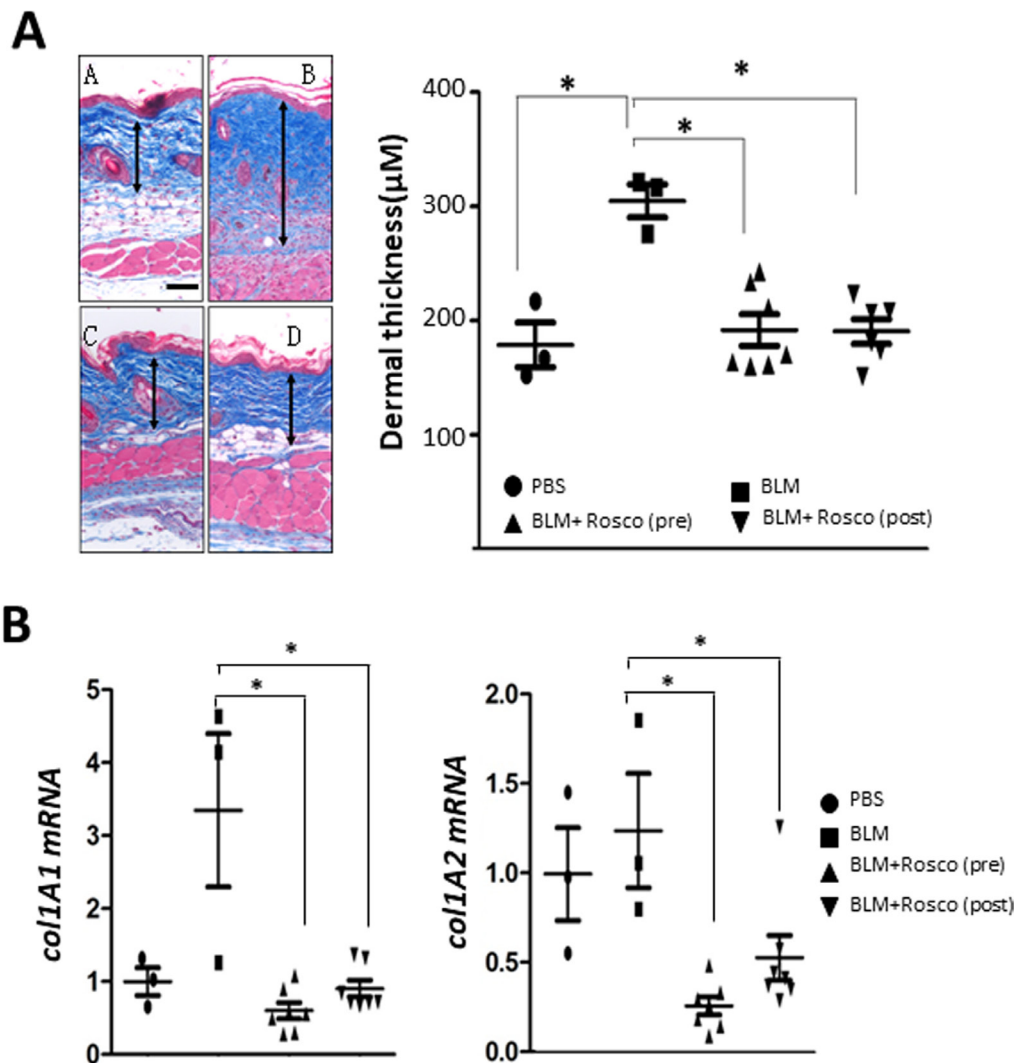 A
A
B
C
D
Dermal thickness(µM)
400
300
200
100
*
*
*
PBS
BLM
BLM+ Rosco (pre)
BLM+ Rosco (post)
B
col1A1 mRNA
5
4
3
2
1
0
*
*
col1A2 mRNA
2.0
1.5
1.0
0.5
0.0
*
*
PBS
BLM
BLM+Rosco (pre)
BLM+Rosco (post)